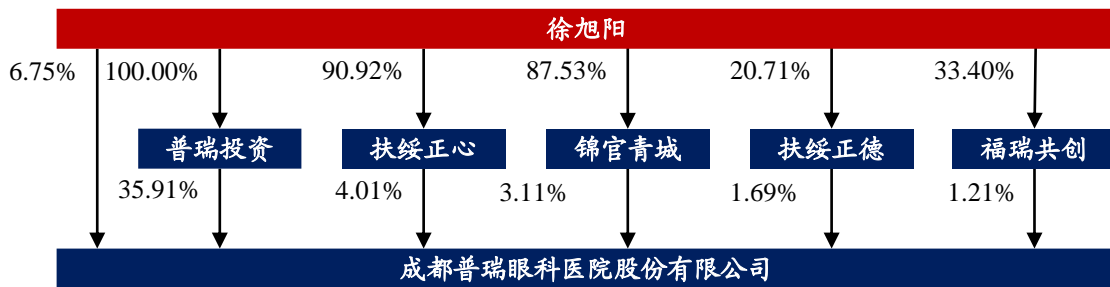 徐旭阳
6.75%
100.00%
90.92%
87.53%
20.71%
33.40%
普瑞投资
扶绥正心
锦官青城
扶绥正德
福瑞共创
35.91%
4.01%
3.11%
1.69%
1.21%
成都普瑞眼科医院股份有限公司